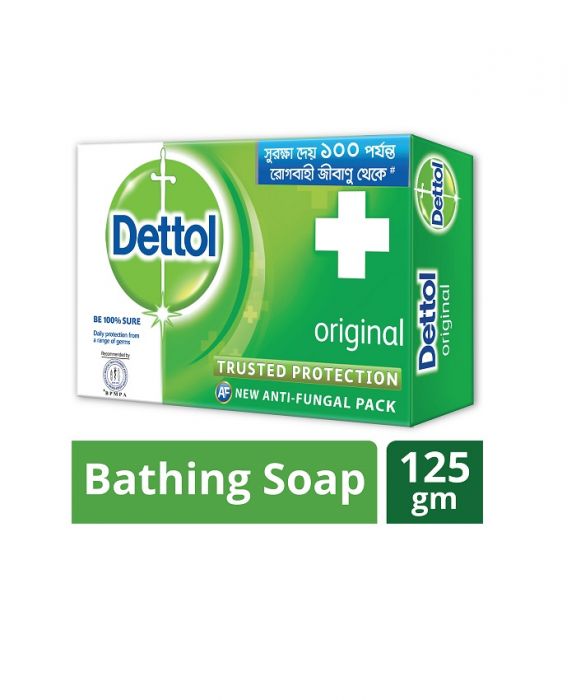 সুরক্ষা দেয় ১০০ পর্যন্ত
রোগবাহী জীবাণু থেকে #
Dettol
BE 100% SURE
Daily protection from
a range of germs
Recommended by
*BPMPA
original
TRUSTED PROTECTION
AF NEW ANTI-FUNGAL PACK
Dettol
Dettol
original
Bathing Soap
125
gm